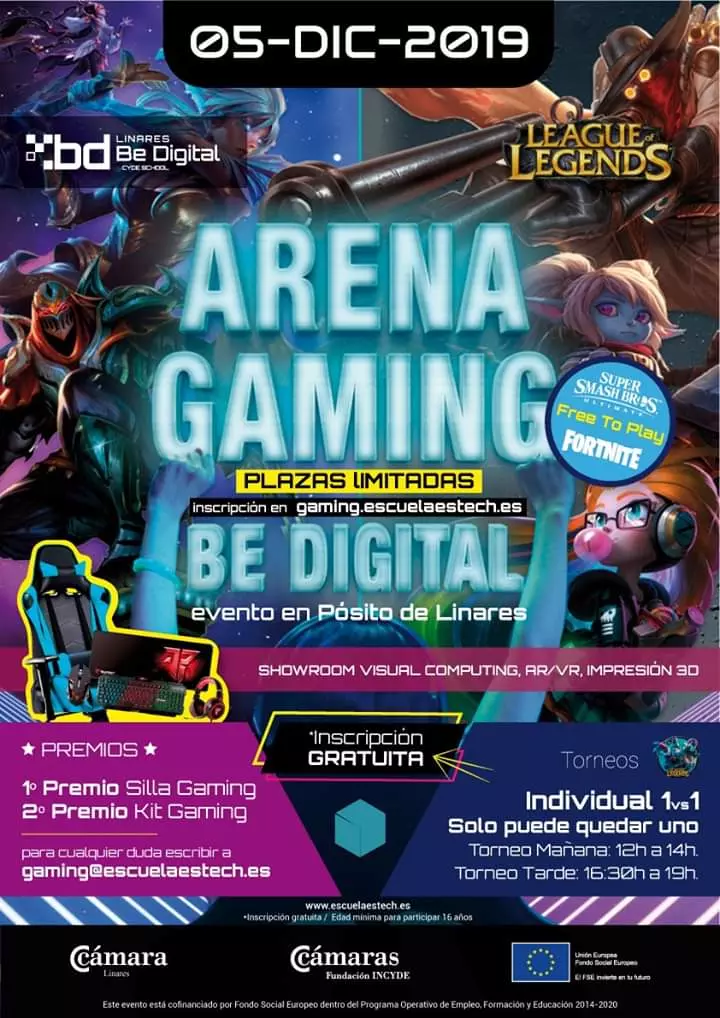 05-DIC-2019
bd
LINARES
Be Digital
CYDE SCHOOL
LEAGUE of
LEGENDS
ARENA
GAMING
SUPER
SMASH BROS.
ULTIMATE
Free To Play
FORTNITE
PLAZAS LIMITADAS
inscripción en gaming.escuelaestech.es
BE DIGITAL
evento en Pósito de Linares
SHOWROOM VISUAL COMPUTING, AR/VR, IMPRESIÓN 3D
PREMIOS
1º Premio Silla Gaming
2º Premio Kit Gaming
para cualquier duda escribir a
gaming@escuelaestech.es
*Inscripción
GRATUITA
Torneos
LEGENDS
Individual 1vs1
Solo puede quedar uno
Torneo Mañana: 12h a 14h.
Torneo Tarde: 16:30h a 19h.
www.escuelaestech.es
*Inscripción gratuita / Edad mínima para participar 16 años
Cámara
Linares
Cámaras
Fundación INCYDE
Unión Europea
Fondo Social Europeo
El FSE invierte en tu futuro
Este evento está cofinanciado por Fondo Social Europeo dentro del Programa Operativo de Empleo, Formación y Educación 2014-2020